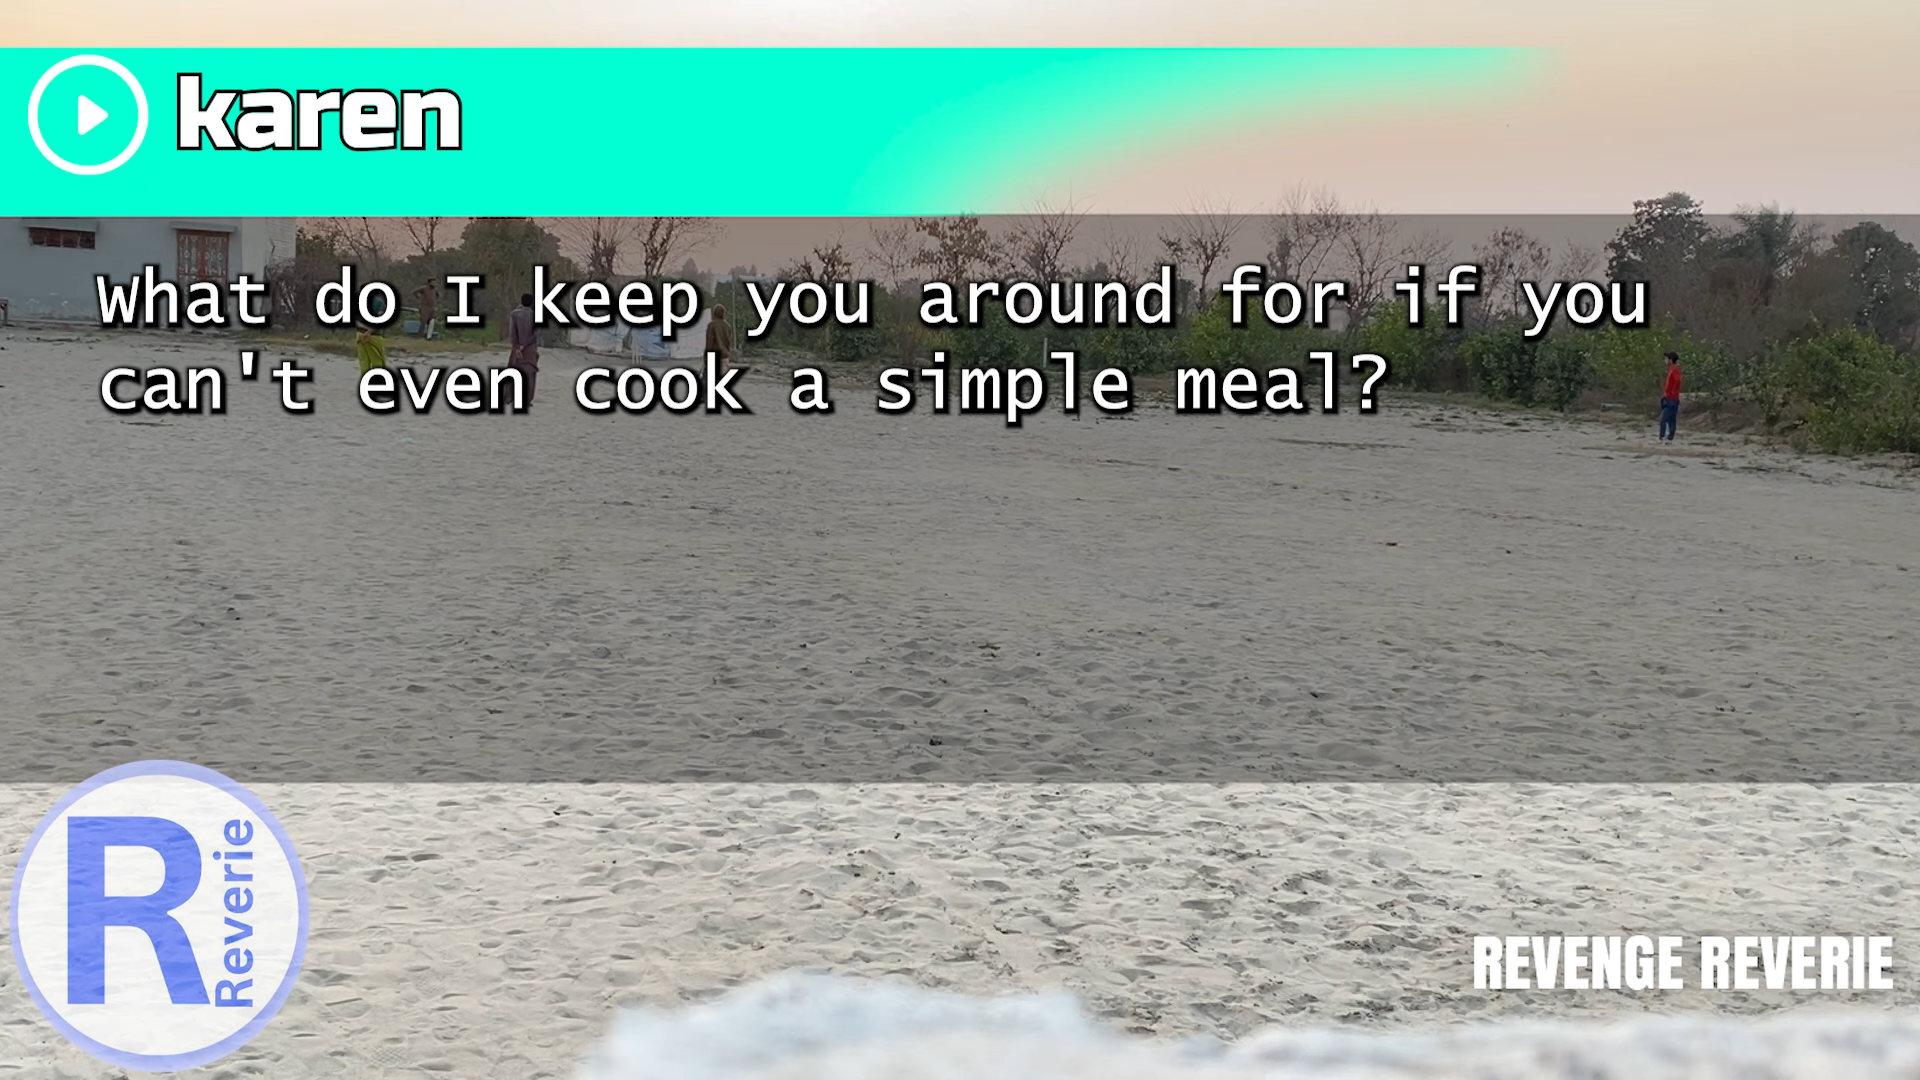 karen
What do I keep you around for if you
can't even cook a simple meal?
R
Reverie
REVENGE REVERIE